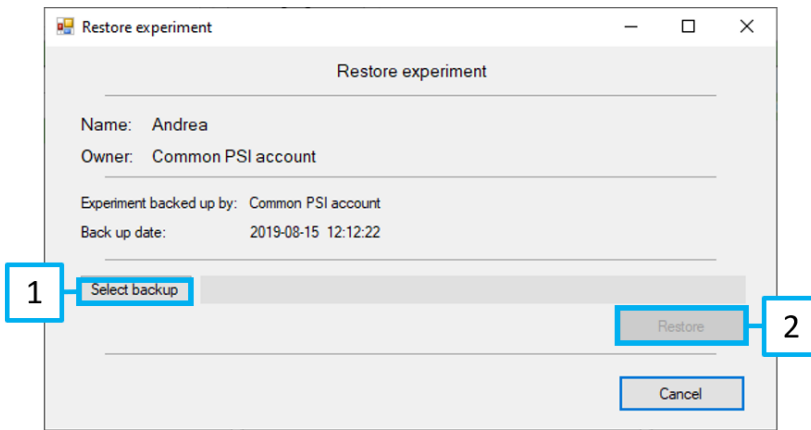 Restore experiment
Restore experiment
Name: Andrea
Owner: Common PSI account
Experiment backed up by: Common PSI account
Back up date: 2019-08-15 12:12:22
1
Select backup
Restore
2
Cancel